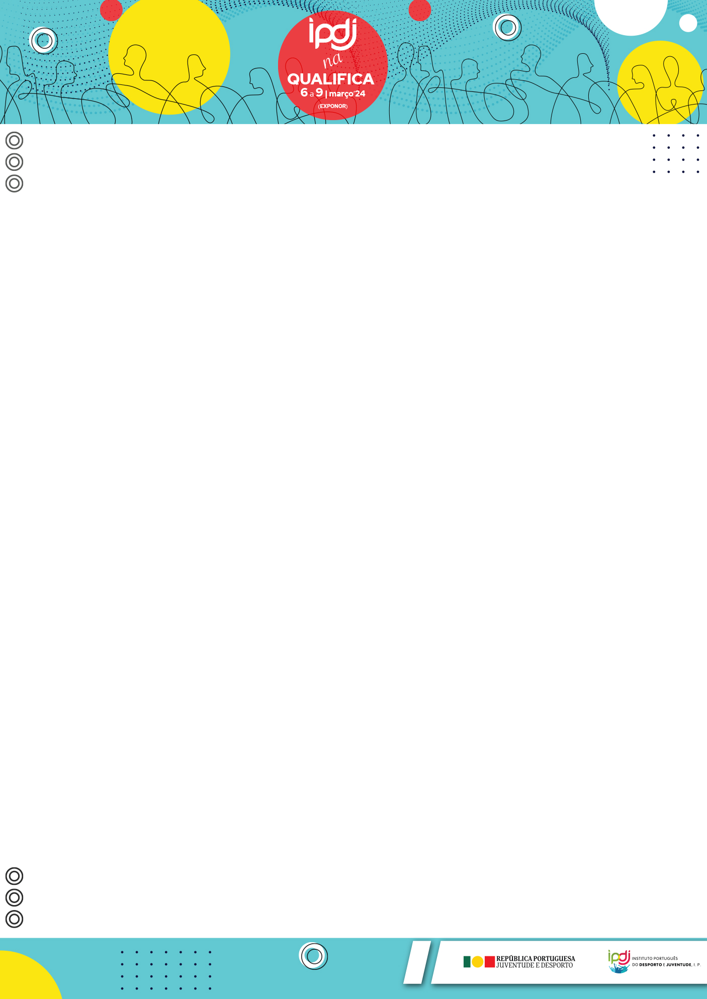 ipdj
na
QUALIFICA
6 a 9 | março'24
(EXPONOR)
REPÚBLICA PORTUGUESA
JUVENTUDE E DESPORTO
ipdj
INSTITUTO PORTUGUÊS
DO DESPORTO E JUVENTUDE, I. P.